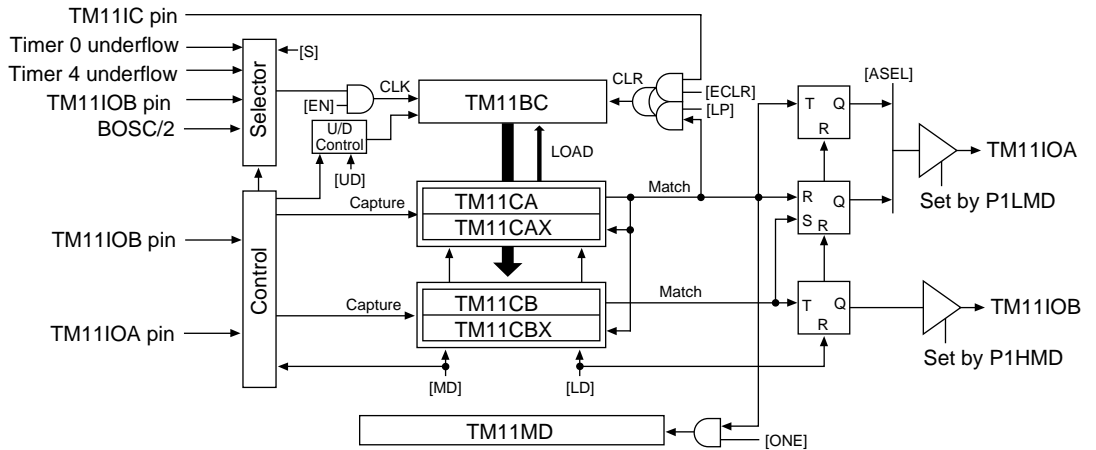 TM11IC pin
Timer 0 underflow
Timer 4 underflow
TM11IOB pin
BOSC/2
Selector
[S]
[EN]
CLK
U/D
Control
[UD]
TM11BC
CLR
[ECLR]
[LP]
LOAD
[ASEL]
T Q
R
TM11IOA
Set by P1LMD
Capture
TM11CA
TM11CAX
Match
R Q
S
R
TM11IOB pin
Control
TM11IOA pin
Capture
TM11CB
TM11CBX
Match
T Q
R
TM11IOB
Set by P1HMD
[MD]
[LD]
TM11MD
[ONE]